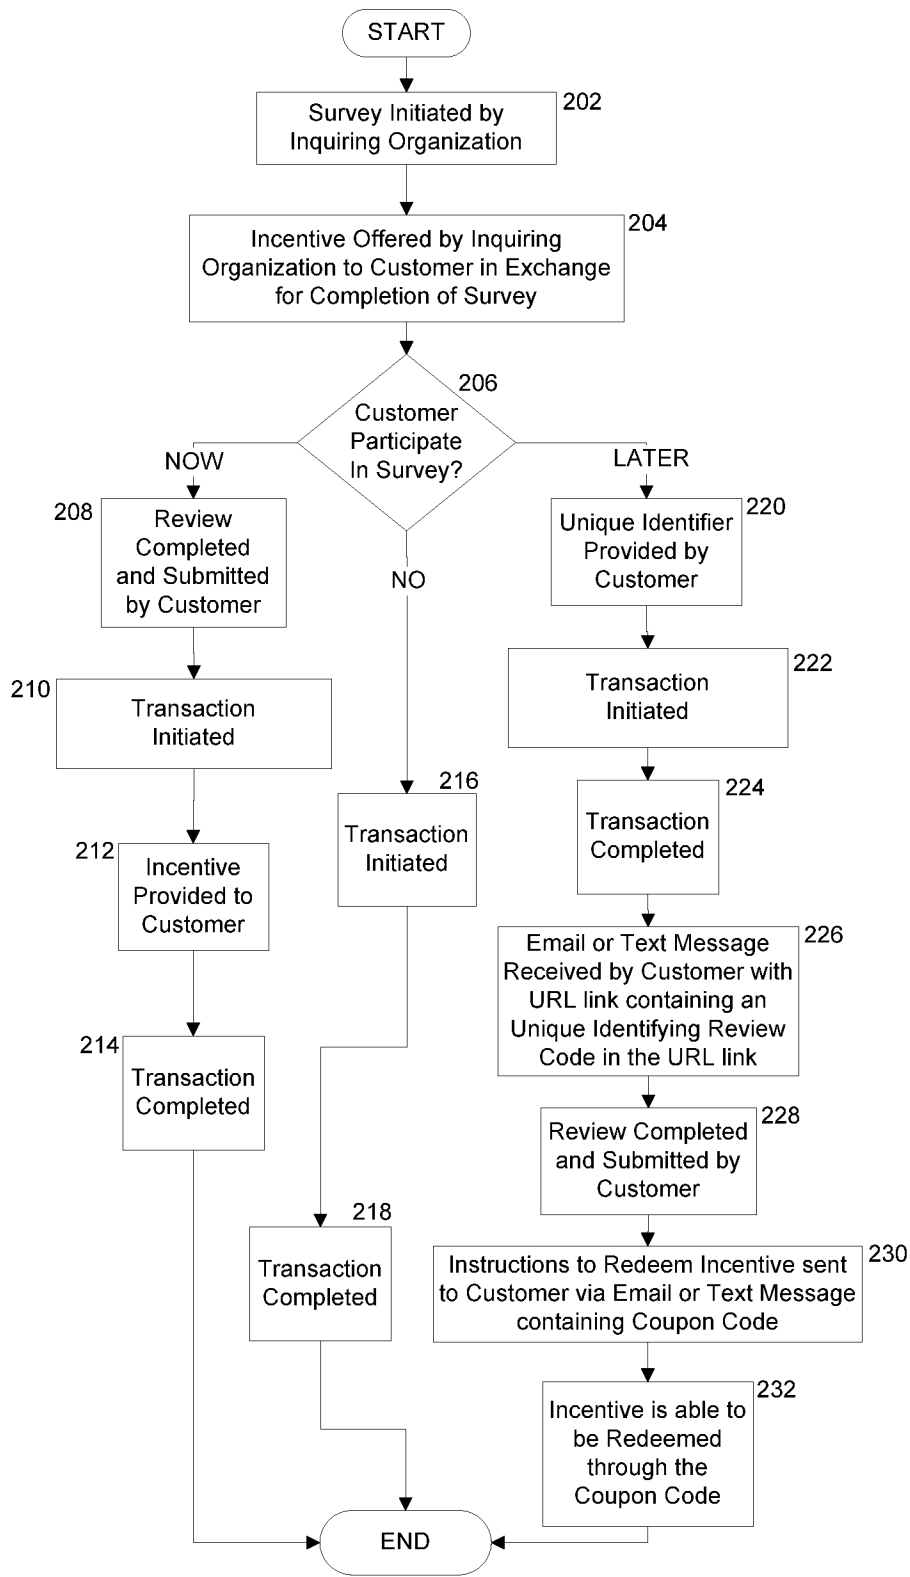 START
202
Survey Initiated by
Inquiring Organization
204
Incentive Offered by Inquiring
Organization to Customer in Exchange
for Completion of Survey
206
Customer
Participate
In Survey?
NOW
208
Review
Completed
and Submitted
by Customer
210
Transaction
Initiated
212
Incentive
Provided to
Customer
214
Transaction
Completed
NO
216
Transaction
Initiated
218
Transaction
Completed
LATER
220
Unique Identifier
Provided by
Customer
222
Transaction
Initiated
224
Transaction
Completed
226
Email or Text Message
Received by Customer with
URL link containing an
Unique Identifying Review
Code in the URL link
228
Review Completed
and Submitted by
Customer
230
Instructions to Redeem Incentive sent
to Customer via Email or Text Message
containing Coupon Code
232
Incentive is able to
be Redeemed
through the
Coupon Code
END